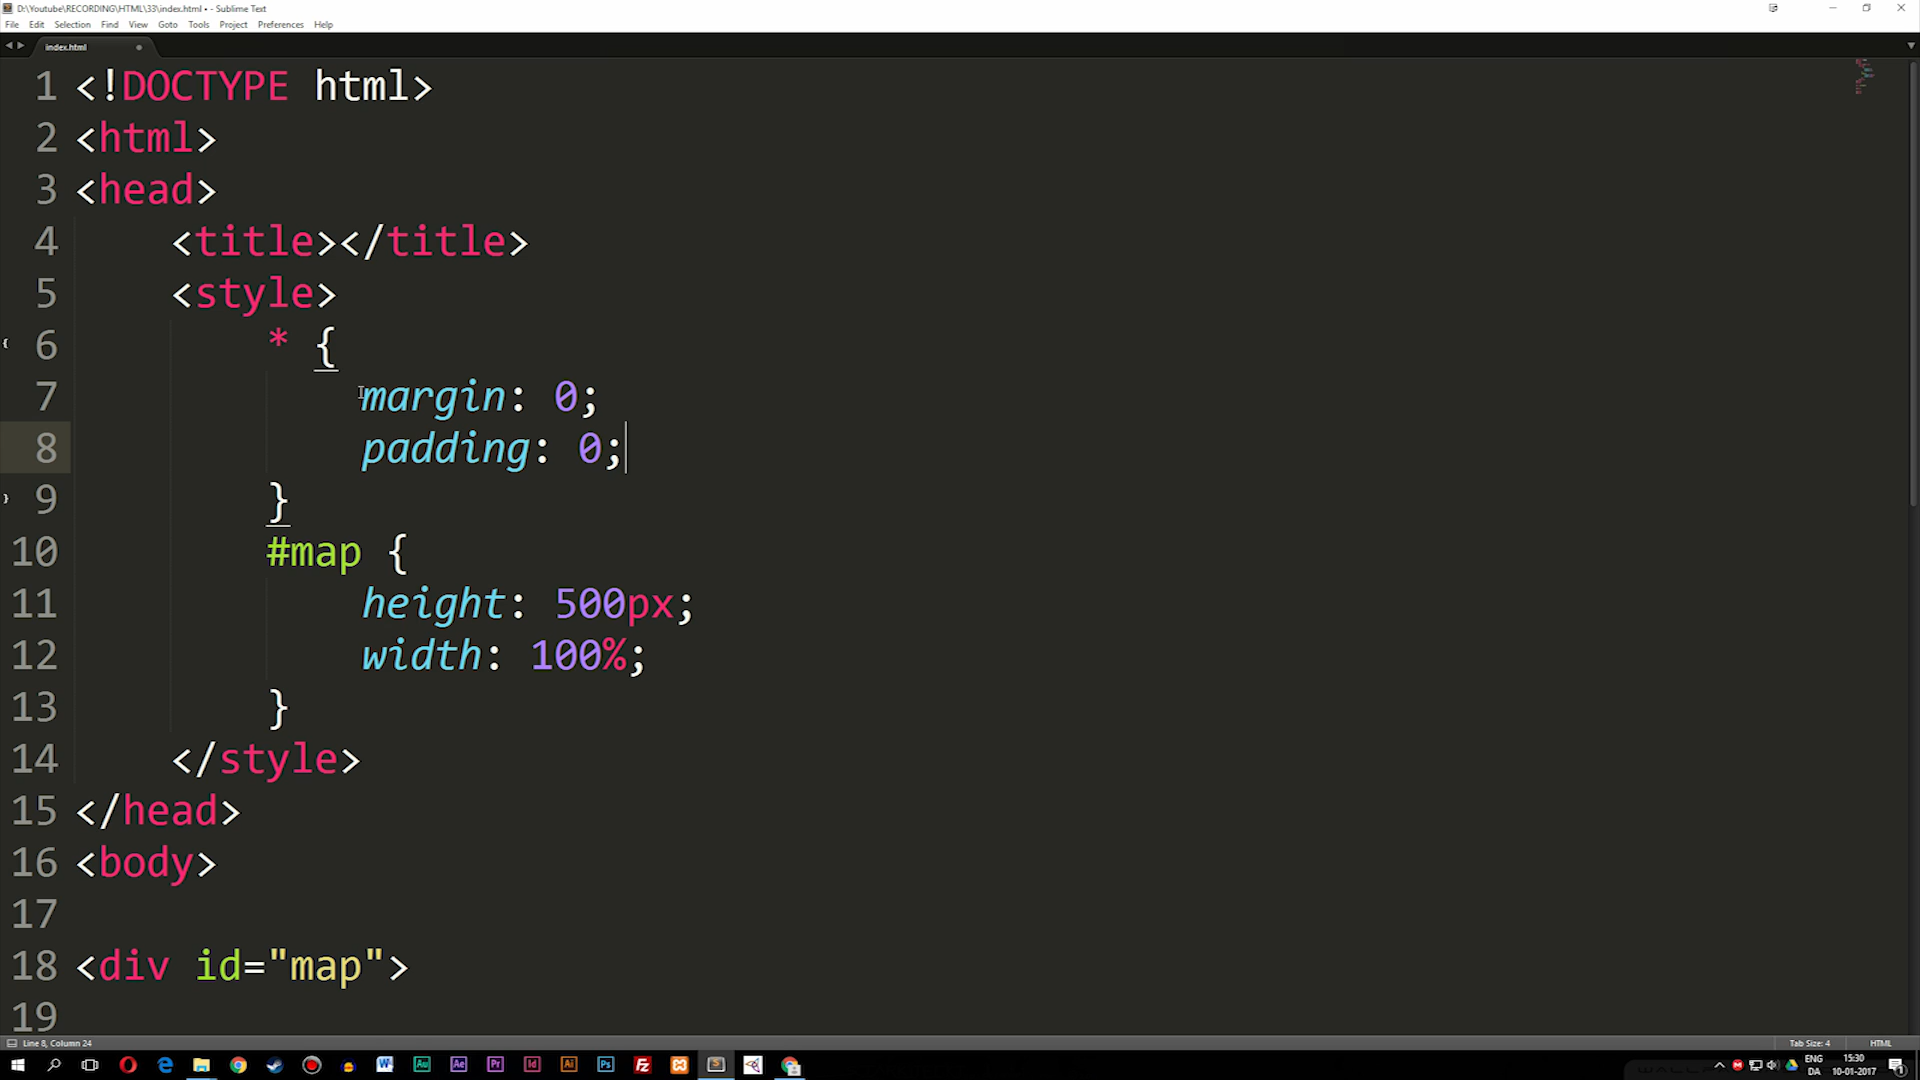 D:\Youtube\RECORDING\HTML\33\index.html • - Sublime Text
File Edit Selection Find View Goto Tools Project Preferences Help
index.html
1 <!DOCTYPE html>
2 <html>
3 <head>
4 <title></title>
5 <style>
6 * {
7 margin: 0;
8 padding: 0;
9 }
10 #map {
11 height: 500px;
12 width: 100%;
13 }
14 </style>
15 </head>
16 <body>
17
18 <div id="map">
19
Line 8, Column 24
Tab Size: 4 HTML
ENG 15:30
DA 10-01-2017